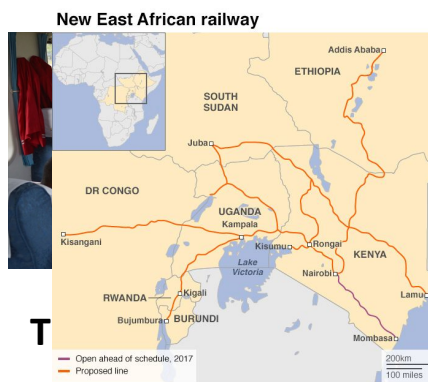 New East African railway
Addis Ababa
ETHIOPIA
SOUTH
SUDAN
Juba
DR CONGO
UGANDA
Kampala
Kisangani
Kisumu
Rongai
KENYA
Lake
Victoria
Nairobi
RWANDA
Kigali
Lamu
Bujumbura
BURUNDI
Mombasa
T
Open ahead of schedule, 2017
Proposed line
200km
100 miles